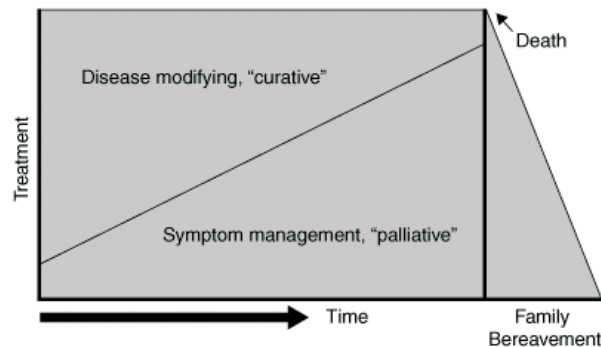 Death
Disease modifying, “curative”
Treatment
Symptom management, “palliative”
Time
Family
Bereavement